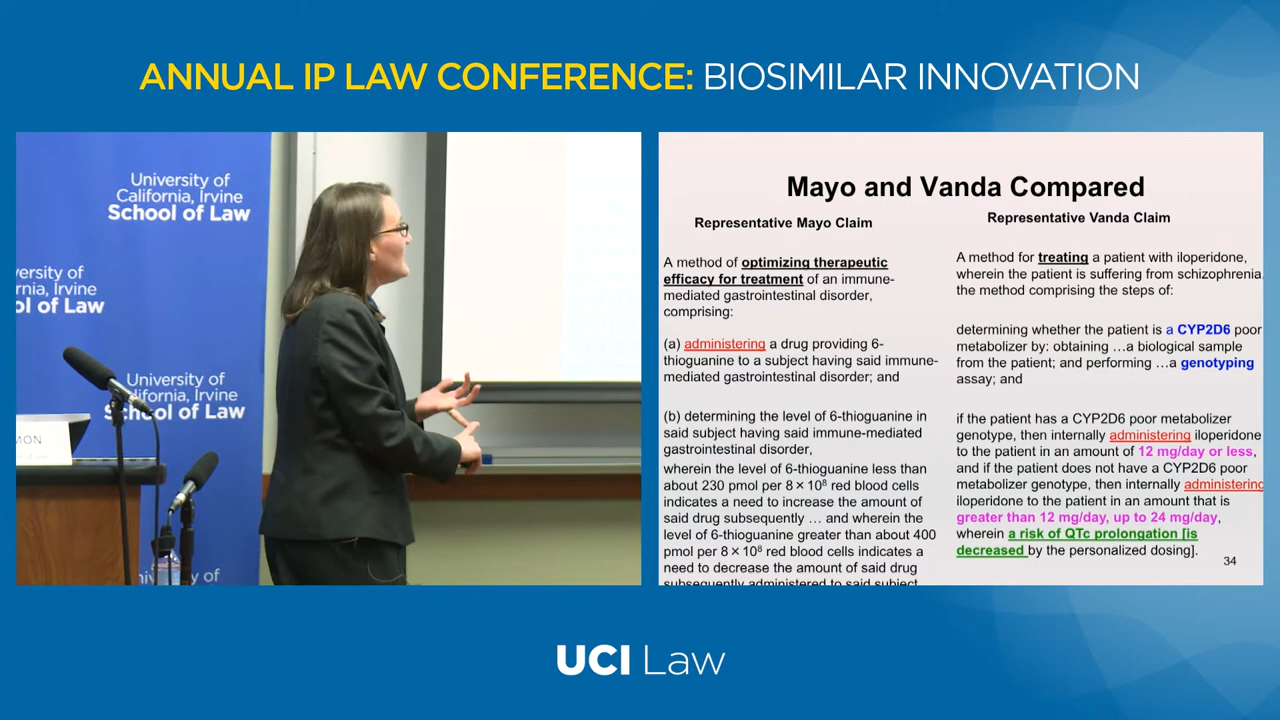 ANNUAL IP LAW CONFERENCE: BIOSIMILAR INNOVATION
University of
California, Irvine
School of Law
versity of
rnia, Irvine
ol of Law
University of
ifornia, Irvine
School of Law
MON
iversity of
Mayo and Vanda Compared
Representative Mayo Claim
A method of optimizing therapeutic
efficacy for treatment of an immune-
mediated gastrointestinal disorder,
comprising:
(a) administering a drug providing 6-
thioguanine to a subject having said immune-
mediated gastrointestinal disorder; and
(b) determining the level of 6-thioguanine in
said subject having said immune-mediated
gastrointestinal disorder,
wherein the level of 6-thioguanine less than
about 230 pmol per 8 × 10⁸ red blood cells
indicates a need to increase the amount of
said drug subsequently … and wherein the
level of 6-thioguanine greater than about 400
pmol per 8 × 10⁸ red blood cells indicates a
need to decrease the amount of said drug
subsequently administered to said subject
Representative Vanda Claim
A method for treating a patient with iloperidone,
wherein the patient is suffering from schizophrenia
the method comprising the steps of:
determining whether the patient is a CYP2D6 poor
metabolizer by: obtaining …a biological sample
from the patient; and performing …a genotyping
assay; and
if the patient has a CYP2D6 poor metabolizer
genotype, then internally administering iloperidone
to the patient in an amount of 12 mg/day or less,
and if the patient does not have a CYP2D6 poor
metabolizer genotype, then internally administering
iloperidone to the patient in an amount that is
greater than 12 mg/day, up to 24 mg/day,
wherein a risk of QTc prolongation [is
decreased by the personalized dosing].
34
UCI Law